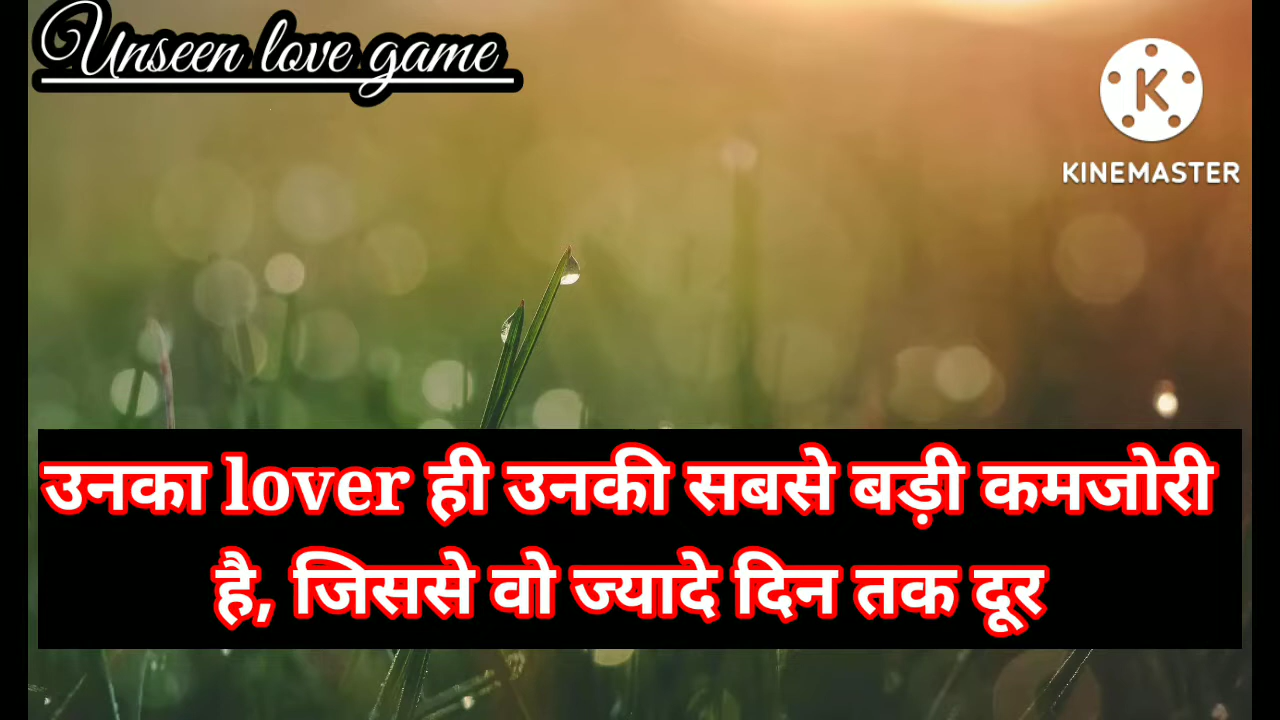 Unseen love game
KINEMASTER
उनका lover ही उनकी सबसे बड़ी कमजोरी
है, जिससे वो ज्यादे दिन तक दूर